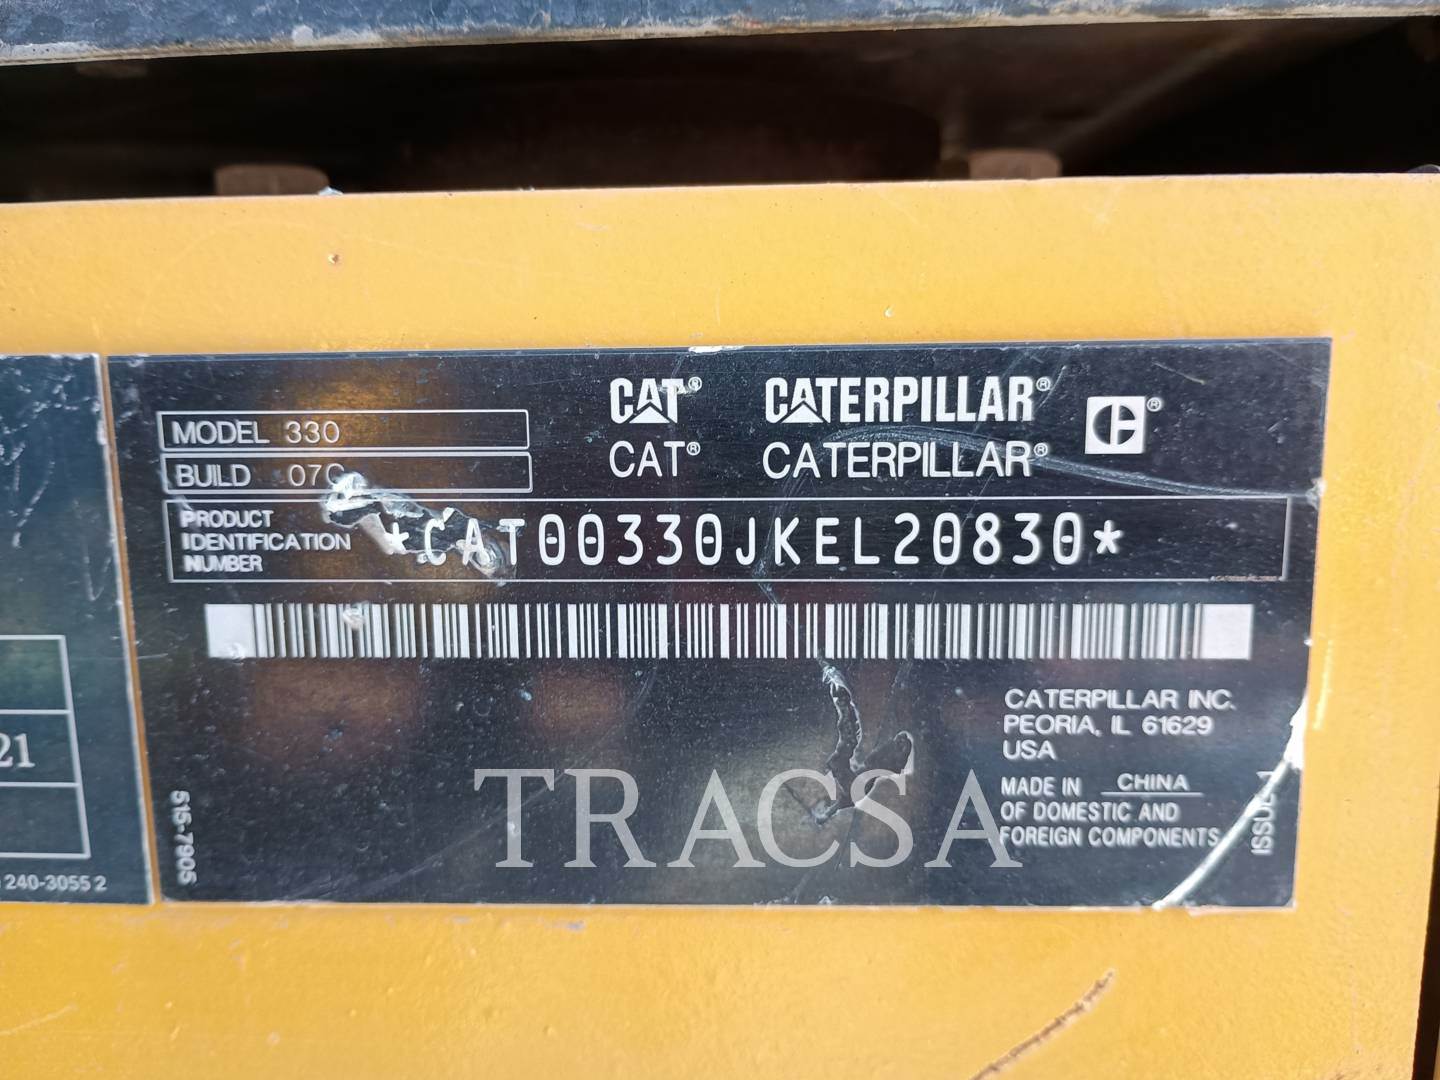 CAT® CATERPILLAR® C®
MODEL 330
CAT® CATERPILLAR®
BUILD 07C
PRODUCT
IDENTIFICATION
NUMBER
*CAT00330JKEL20830*
CATERPILLAR INC.
PEORIA, IL 61629
USA
MADE IN CHINA
OF DOMESTIC AND
FOREIGN COMPONENTS
515-7905
21
240-3055 2
TRACSA